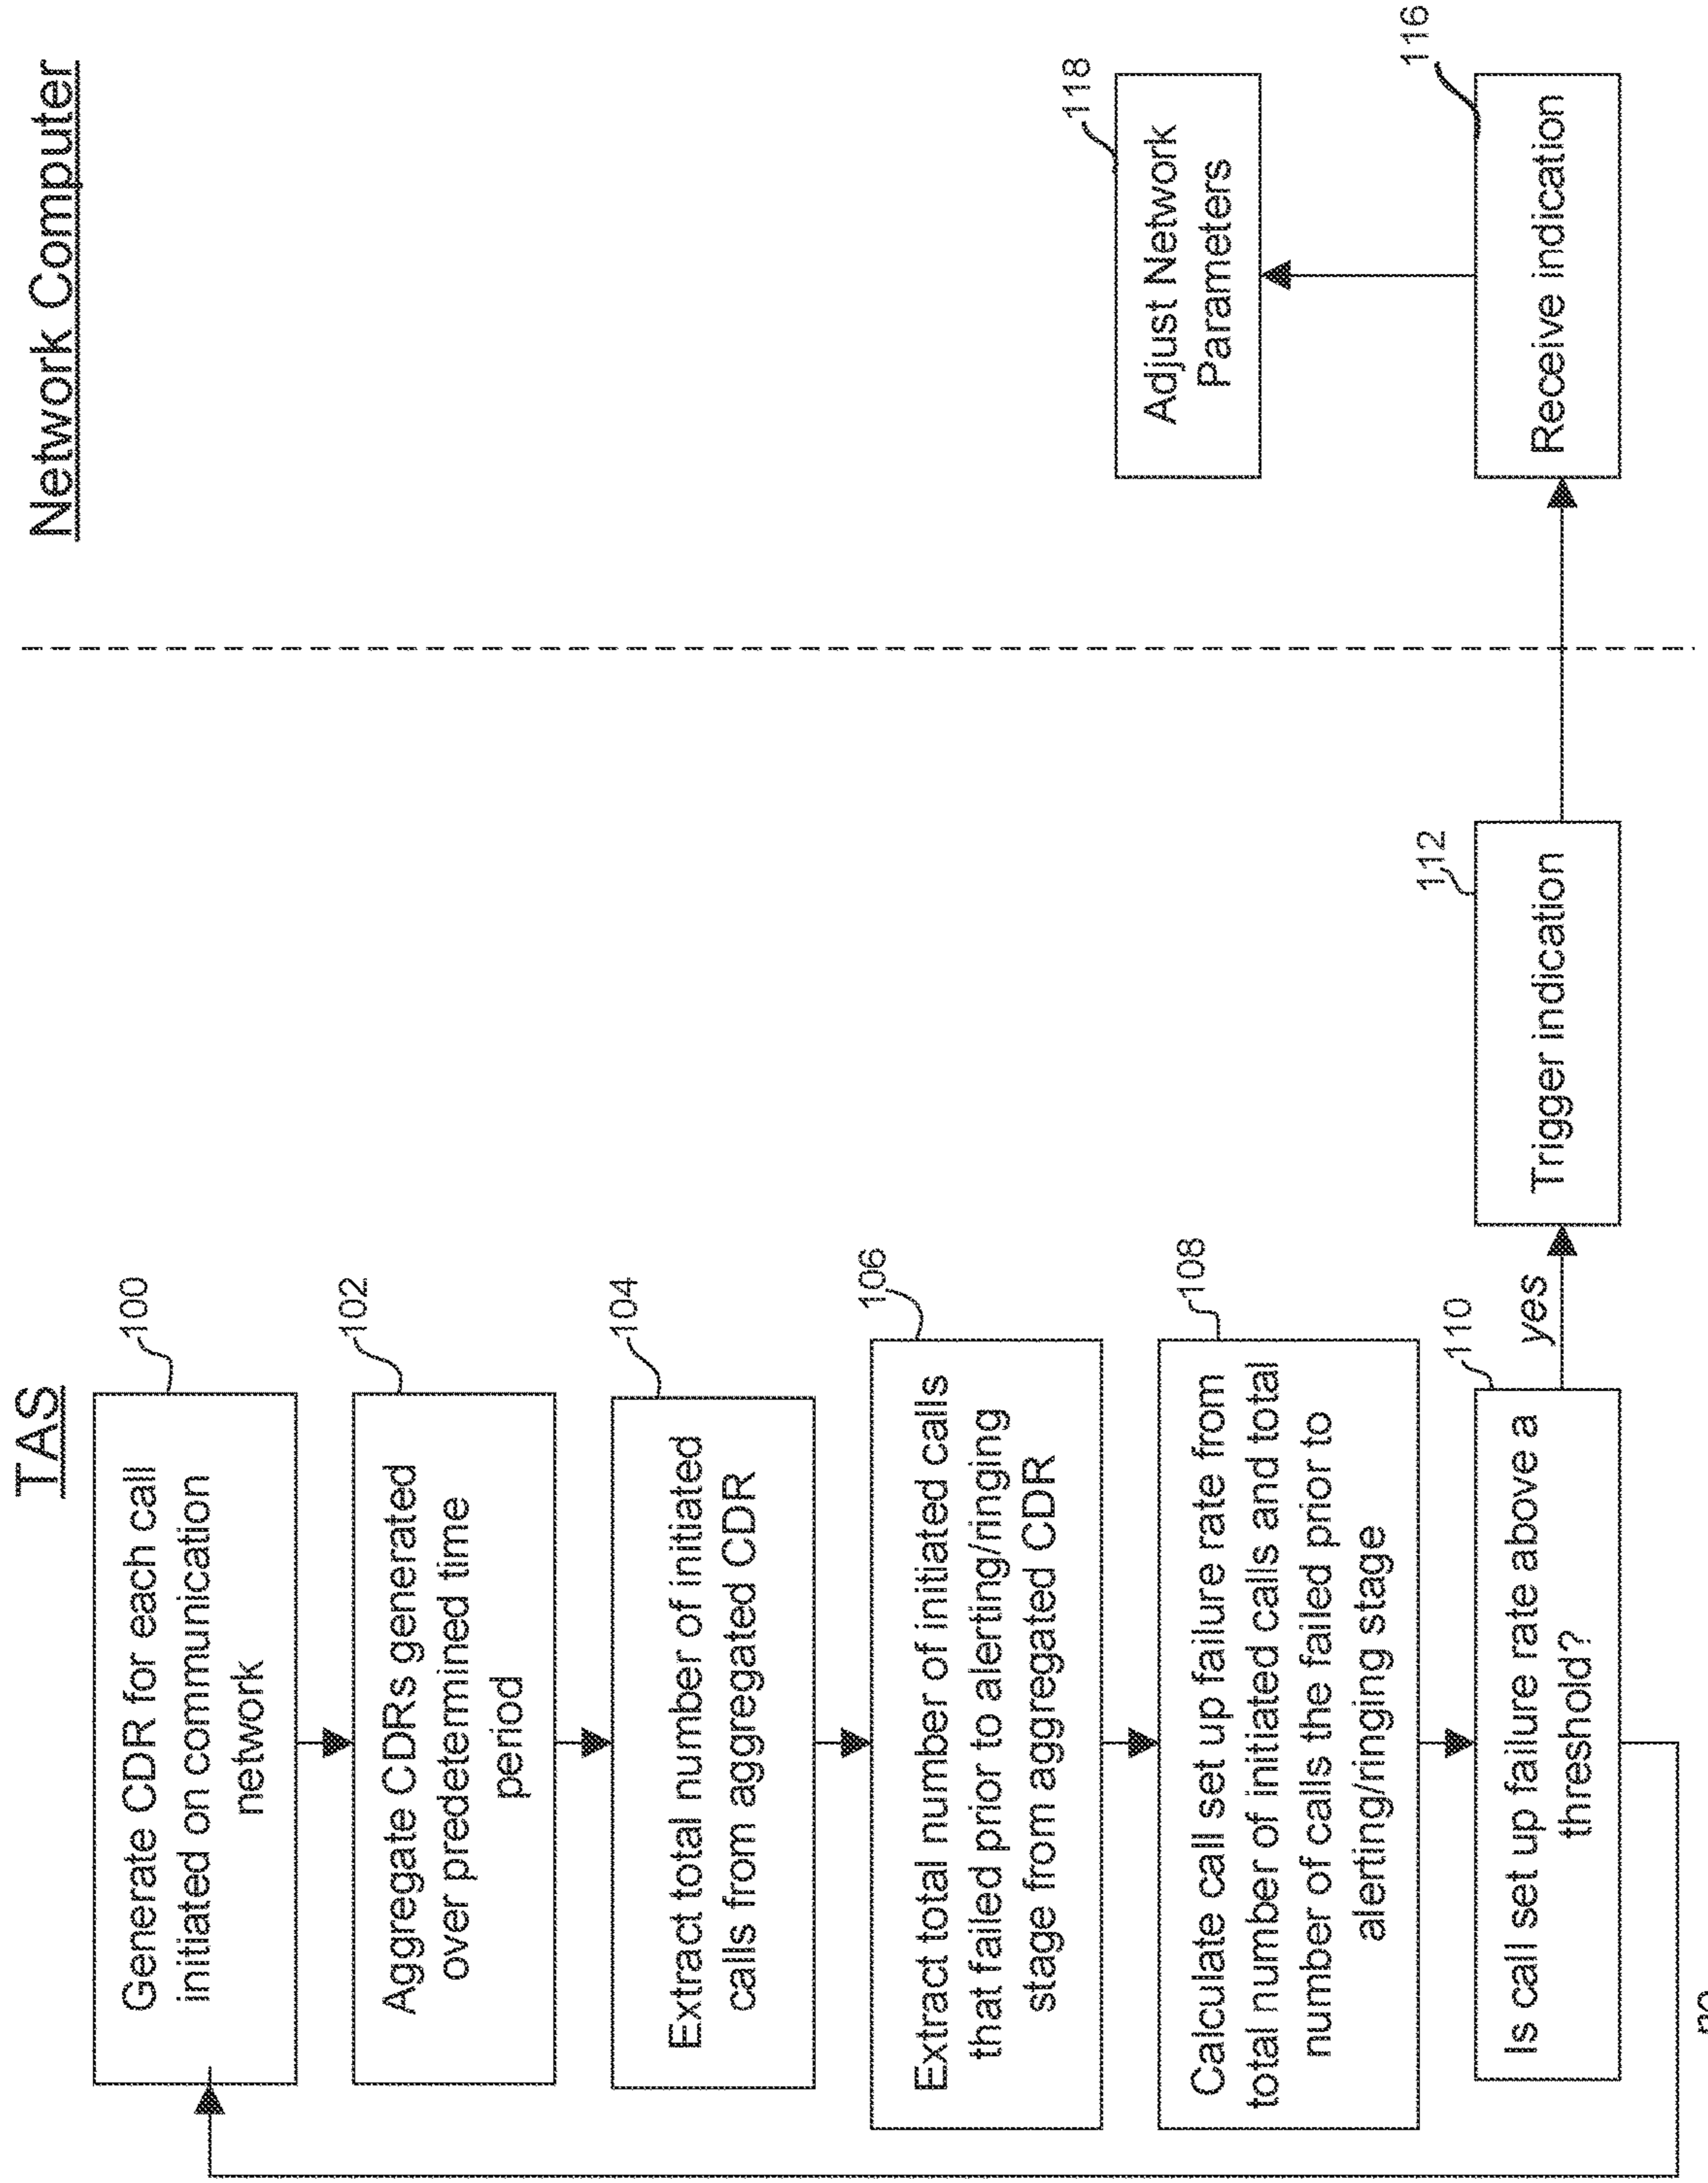 TAS
Network Computer
100
Generate CDR for each call
initiated on communication
network
102
Aggregate CDRs generated
over predetermined time
period
104
Extract total number of initiated
calls from aggregated CDR
106
Extract total number of initiated calls
that failed prior to alerting/ringing
stage from aggregated CDR
108
Calculate call set up failure rate from
total number of initiated calls and total
number of calls the failed prior to
alerting/ringing stage
110
Is call set up failure rate above a
threshold?
yes
no
112
Trigger indication
116
Receive indication
118
Adjust Network
Parameters